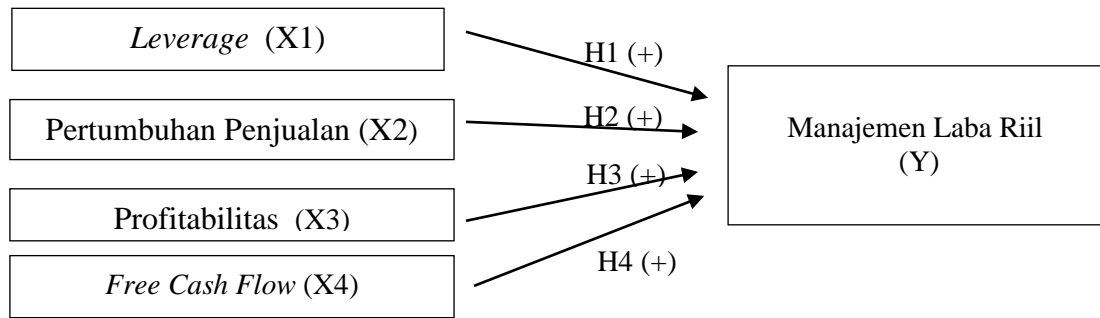 Leverage (X1)
H1 (+)
Pertumbuhan Penjualan (X2)
H2 (+)
Manajemen Laba Riil
(Y)
H3 (+)
Profitabilitas (X3)
H4 (+)
Free Cash Flow (X4)